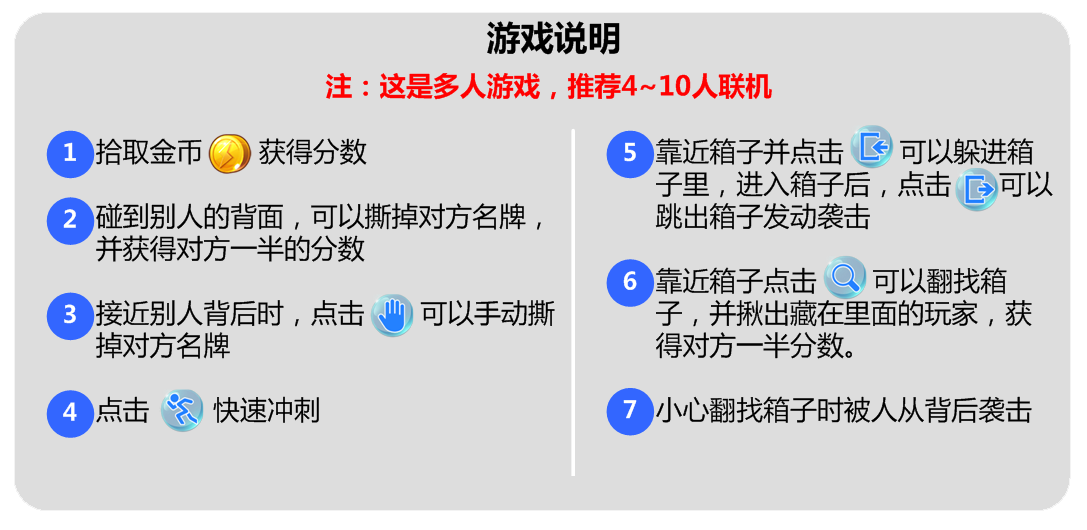 游戏说明
注：这是多人游戏，推荐4~10人联机
1 拾取金币 获得分数
2 碰到别人的背面，可以撕掉对方名牌，
并获得对方一半的分数
3 接近别人背后时，点击 可以手动撕
掉对方名牌
4 点击 快速冲刺
5 靠近箱子并点击 可以躲进箱
子里，进入箱子后，点击 可以
跳出箱子发动袭击
6 靠近箱子点击 可以翻找箱
子，并揪出藏在里面的玩家，获
得对方一半分数。
7 小心翻找箱子时被人从背后袭击